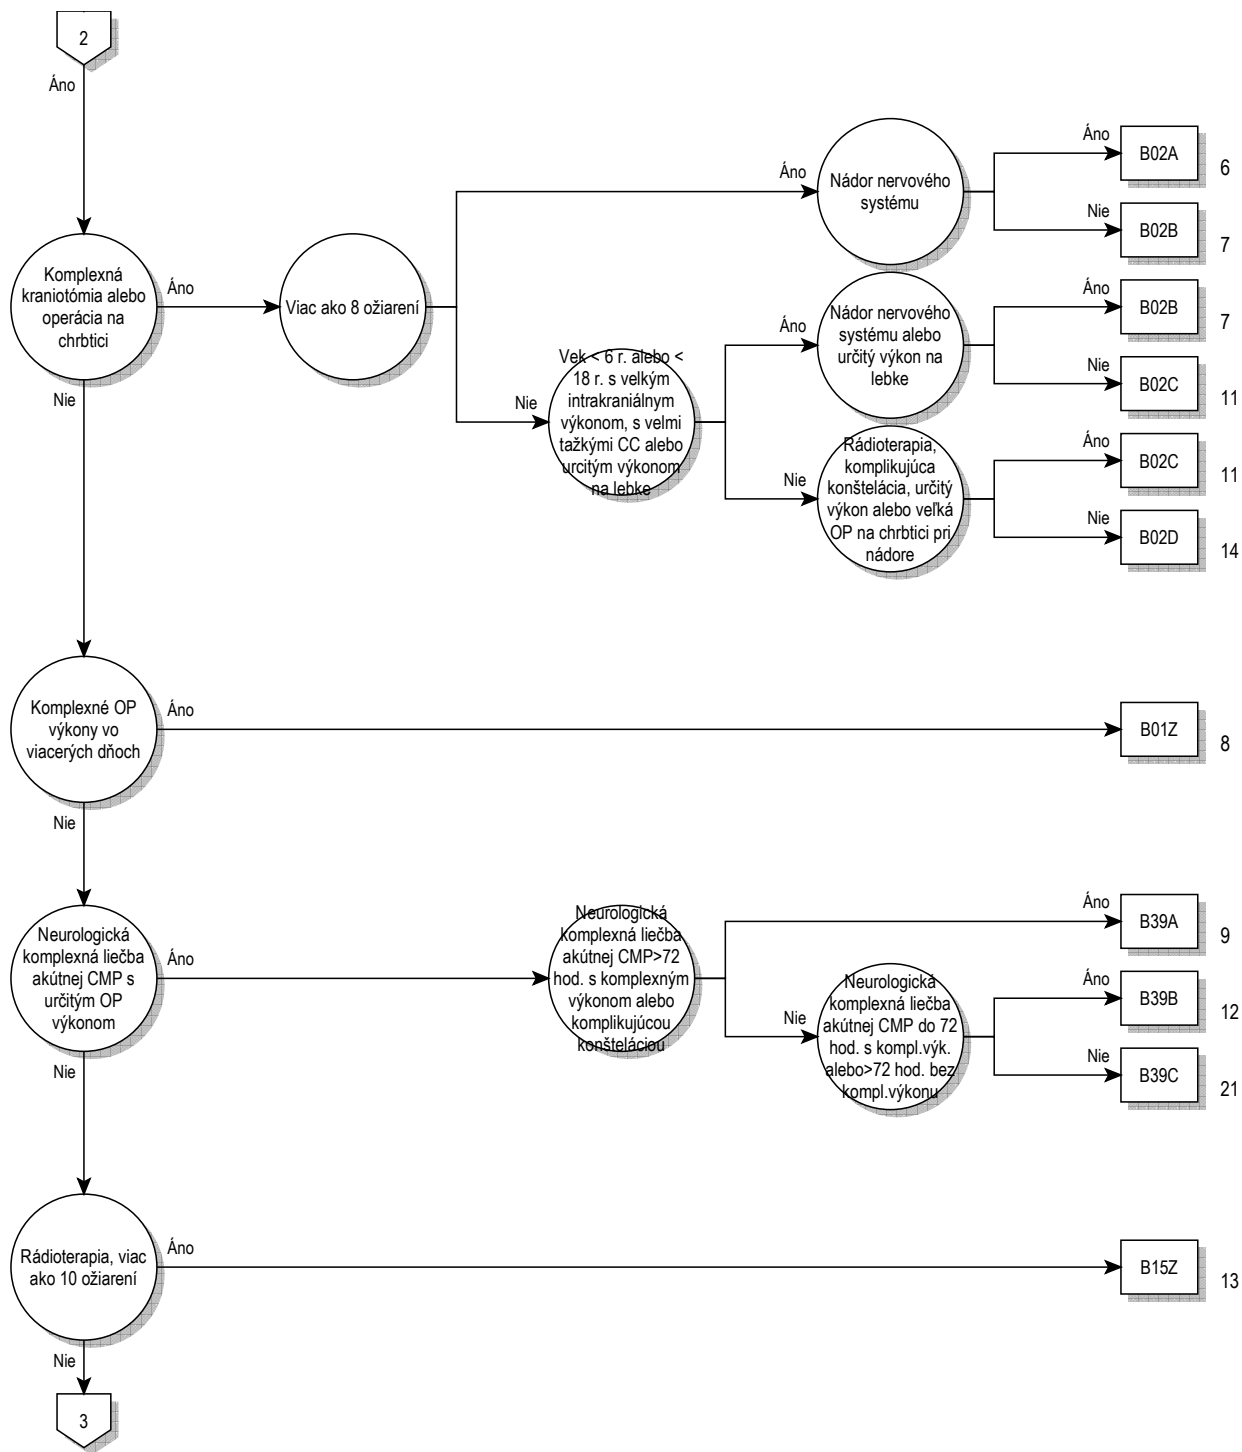 2
Áno
Komplexná
kraniotómia alebo
operácia na
chrbtici
Áno
Viac ako 8 ožiarení
Áno
Nádor nervového
systému
Áno
B02A
6
Nie
B02B
7
Nie
Vek < 6 r. alebo <
18 r. s velkým
intrakraniálnym
výkonom, s velmi
tažkými CC alebo
urcitým výkonom
na lebke
Áno
Nádor nervového
systému alebo
určitý výkon na
lebke
Áno
B02B
7
Nie
B02C
11
Nie
Rádioterapia,
komplikujúca
konštelácia, určitý
výkon alebo veľká
OP na chrbtici pri
nádore
Áno
B02C
11
Nie
B02D
14
Nie
Komplexné OP
výkony vo
viacerých dňoch
Áno
B01Z
8
Nie
Neurologická
komplexná liečba
akútnej CMP s
určitým OP
výkonom
Áno
Neurologická
komplexná liečba
akútnej CMP>72
hod. s komplexným
výkonom alebo
komplikujúcou
konšteláciou
Áno
B39A
9
Nie
Neurologická
komplexná liečba
akútnej CMP do 72
hod. s kompl.výk.
alebo>72 hod. bez
kompl.výkonu
Áno
B39B
12
Nie
B39C
21
Nie
Rádioterapia, viac
ako 10 ožiarení
Áno
B15Z
13
Nie
3